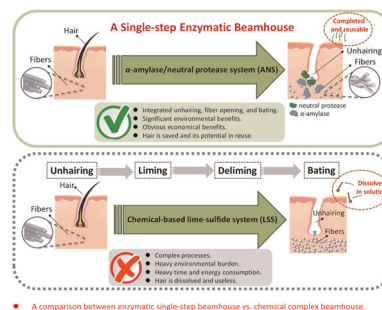 A Single-step Enzymatic Beamhouse
Hair
Fibers
α-amylase/neutral protease system (ANS)
Completed
and reusable
Unhairing
Fibers
neutral protease
α-amylase
Integrated unhairing, fiber opening, and bating.
Significant environmental benefits.
Obvious economical benefits.
Hair is saved and its potential in reuse.
Unhairing
Liming
Deliming
Bating
Hair
Fibers
Chemical-based lime-sulfide system (LSS)
Dissolve
in solutio
Unhairing
Fibers
Complex processes.
Heavy environmental burden.
Heavy time and energy consumption.
Hair is dissolved and useless.
A comparison between enzymatic single-step beamhouse vs. chemical complex beamhouse.